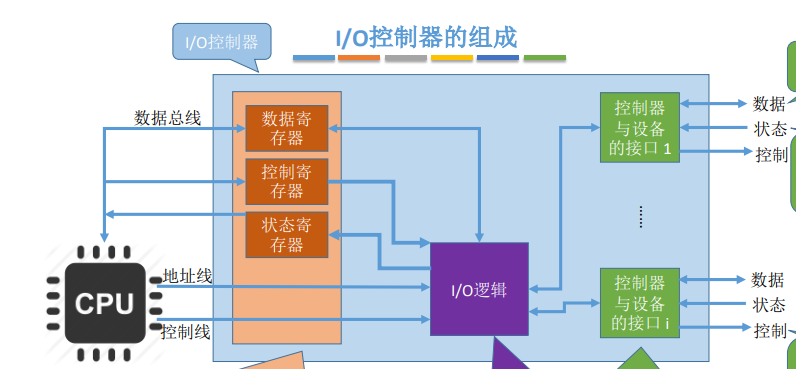 I/O控制器的组成
I/O控制器
数据总线
数据寄
存器
控制寄
存器
状态寄
存器
控制器
与设备
的接口 1
数据
状态
控制
......
CPU
地址线
控制线
I/O逻辑
控制器
与设备
的接口 i
数据
状态
控制